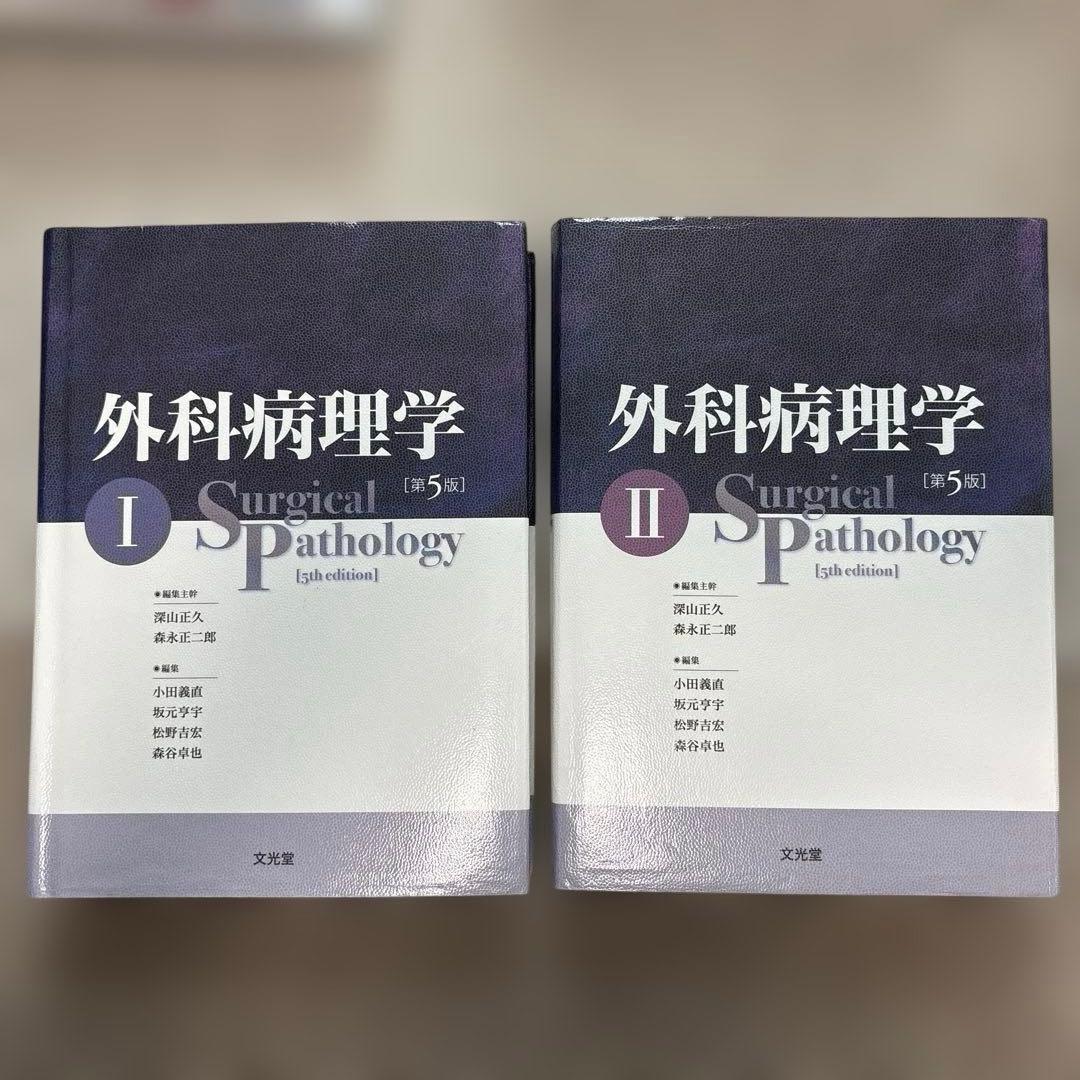 外科病理学
[第5版]
I
Surgical
Pathology
[5th edition]
◉編集主幹
深山正久
森永正二郎
◉編集
小田義直
坂元亨宇
松野吉宏
森谷卓也
文光堂
外科病理学
[第5版]
II
Surgical
Pathology
[5th edition]
◉編集主幹
深山正久
森永正二郎
◉編集
小田義直
坂元亨宇
松野吉宏
森谷卓也
文光堂